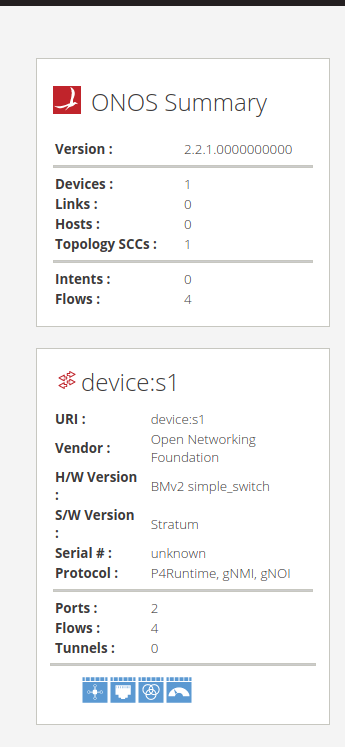 ONOS Summary
Version : 2.2.1.0000000000
Devices : 1
Links : 0
Hosts : 0
Topology SCCs : 1
Intents : 0
Flows : 4
device:s1
URI : device:s1
Vendor : Open Networking
Foundation
H/W Version
: BMv2 simple_switch
S/W Version
: Stratum
Serial # : unknown
Protocol : P4Runtime, gNMI, gNOI
Ports : 2
Flows : 4
Tunnels : 0